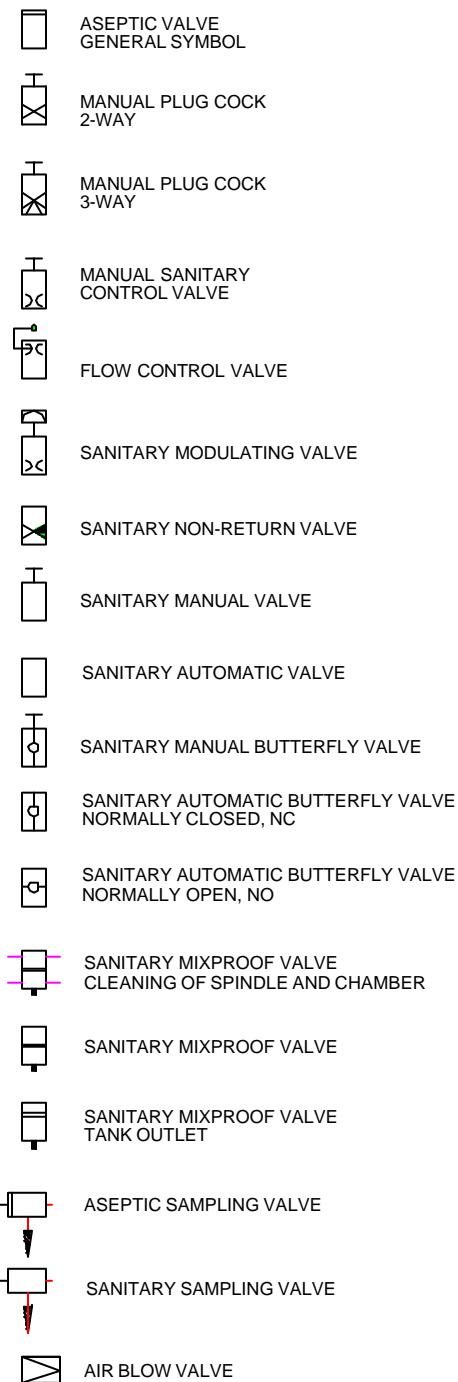 ASEPTIC VALVE
GENERAL SYMBOL
MANUAL PLUG COCK
2-WAY
MANUAL PLUG COCK
3-WAY
MANUAL SANITARY
CONTROL VALVE
FLOW CONTROL VALVE
SANITARY MODULATING VALVE
SANITARY NON-RETURN VALVE
SANITARY MANUAL VALVE
SANITARY AUTOMATIC VALVE
SANITARY MANUAL BUTTERFLY VALVE
SANITARY AUTOMATIC BUTTERFLY VALVE
NORMALLY CLOSED, NC
SANITARY AUTOMATIC BUTTERFLY VALVE
NORMALLY OPEN, NO
SANITARY MIXPROOF VALVE
CLEANING OF SPINDLE AND CHAMBER
SANITARY MIXPROOF VALVE
SANITARY MIXPROOF VALVE
TANK OUTLET
ASEPTIC SAMPLING VALVE
SANITARY SAMPLING VALVE
AIR BLOW VALVE